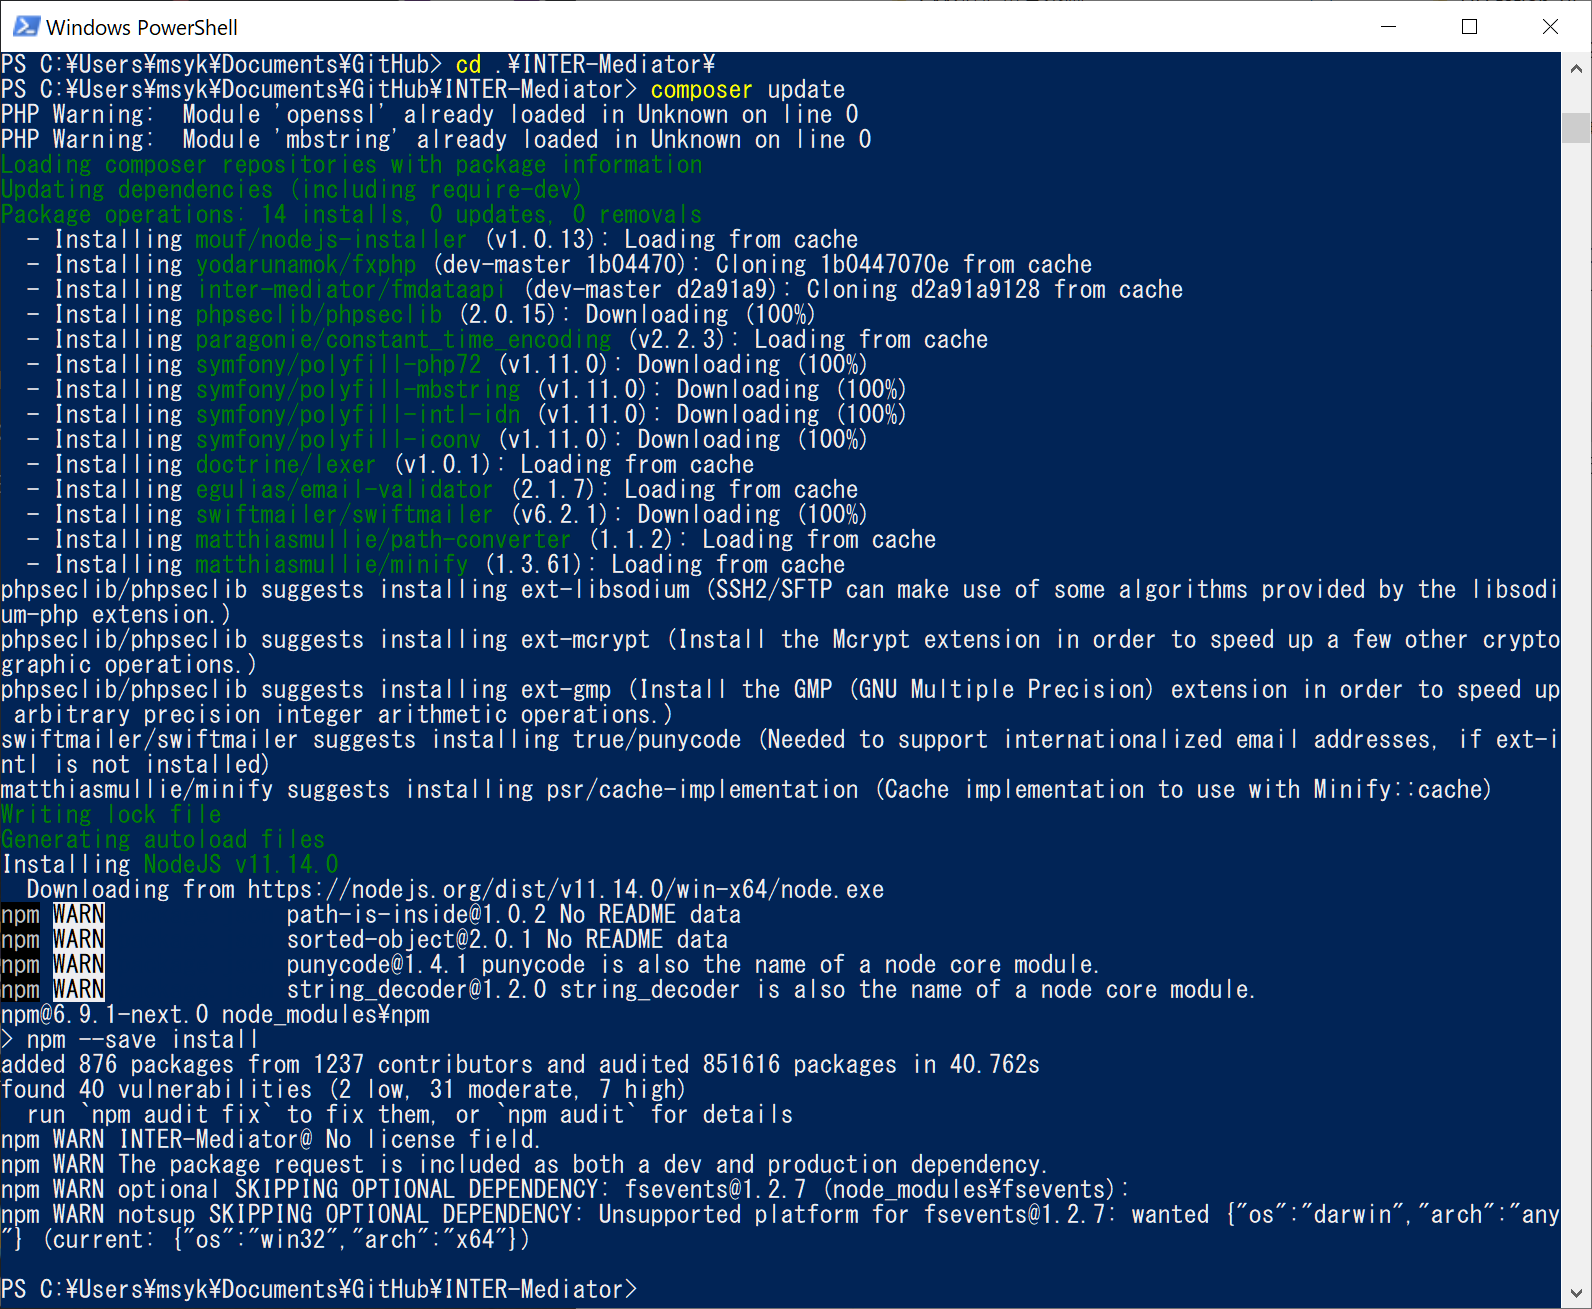 Windows PowerShell
PS C:¥Users¥msyk¥Documents¥GitHub> cd .¥INTER-Mediator¥
PS C:¥Users¥msyk¥Documents¥GitHub¥INTER-Mediator> composer update
PHP Warning:  Module 'openssl' already loaded in Unknown on line 0
PHP Warning:  Module 'mbstring' already loaded in Unknown on line 0
Loading composer repositories with package information
Updating dependencies (including require-dev)
Package operations: 14 installs, 0 updates, 0 removals
  - Installing mouf/nodejs-installer (v1.0.13): Loading from cache
  - Installing yodarunamok/fxphp (dev-master 1b04470): Cloning 1b0447070e from cache
  - Installing inter-mediator/fmdataapi (dev-master d2a91a9): Cloning d2a91a9128 from cache
  - Installing phpseclib/phpseclib (2.0.15): Downloading (100%)
  - Installing paragonie/constant_time_encoding (v2.2.3): Loading from cache
  - Installing symfony/polyfill-php72 (v1.11.0): Downloading (100%)
  - Installing symfony/polyfill-mbstring (v1.11.0): Downloading (100%)
  - Installing symfony/polyfill-intl-idn (v1.11.0): Downloading (100%)
  - Installing symfony/polyfill-iconv (v1.11.0): Downloading (100%)
  - Installing doctrine/lexer (v1.0.1): Loading from cache
  - Installing egulias/email-validator (2.1.7): Loading from cache
  - Installing swiftmailer/swiftmailer (v6.2.1): Downloading (100%)
  - Installing matthiasmullie/path-converter (1.1.2): Loading from cache
  - Installing matthiasmullie/minify (1.3.61): Loading from cache
phpseclib/phpseclib suggests installing ext-libsodium (SSH2/SFTP can make use of some algorithms provided by the libsodi
um-php extension.)
phpseclib/phpseclib suggests installing ext-mcrypt (Install the Mcrypt extension in order to speed up a few other crypto
graphic operations.)
phpseclib/phpseclib suggests installing ext-gmp (Install the GMP (GNU Multiple Precision) extension in order to speed up
 arbitrary precision integer arithmetic operations.)
swiftmailer/swiftmailer suggests installing true/punycode (Needed to support internationalized email addresses, if ext-i
ntl is not installed)
matthiasmullie/minify suggests installing psr/cache-implementation (Cache implementation to use with Minify::cache)
Writing lock file
Generating autoload files
Installing NodeJS v11.14.0
  Downloading from https://nodejs.org/dist/v11.14.0/win-x64/node.exe
npm WARN              path-is-inside@1.0.2 No README data
npm WARN              sorted-object@2.0.1 No README data
npm WARN              punycode@1.4.1 punycode is also the name of a node core module.
npm WARN              string_decoder@1.2.0 string_decoder is also the name of a node core module.
npm@6.9.1-next.0 node_modules¥npm
> npm --save install
added 876 packages from 1237 contributors and audited 851616 packages in 40.762s
found 40 vulnerabilities (2 low, 31 moderate, 7 high)
  run `npm audit fix` to fix them, or `npm audit` for details
npm WARN INTER-Mediator@ No license field.
npm WARN The package request is included as both a dev and production dependency.
npm WARN optional SKIPPING OPTIONAL DEPENDENCY: fsevents@1.2.7 (node_modules¥fsevents):
npm WARN notsup SKIPPING OPTIONAL DEPENDENCY: Unsupported platform for fsevents@1.2.7: wanted {"os":"darwin","arch":"any
"} (current: {"os":"win32","arch":"x64"})
PS C:¥Users¥msyk¥Documents¥GitHub¥INTER-Mediator>